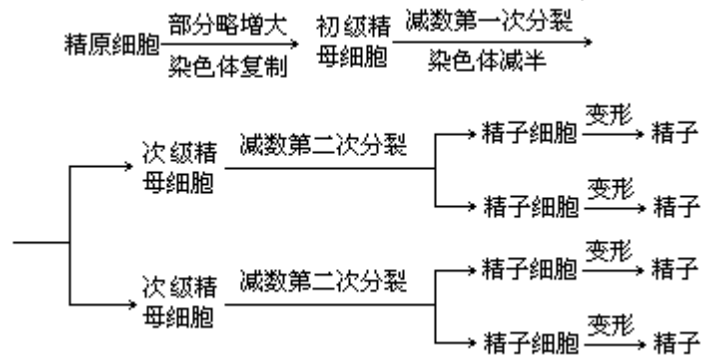 部分略增大 减数第一次分裂
精原细胞 初级精
染色体复制 母细胞 染色体减半
变形
次级精 减数第二次分裂 精子细胞 精子
母细胞 变形
精子细胞 精子
变形
次级精 减数第二次分裂 精子细胞 精子
母细胞 变形
精子细胞 精子